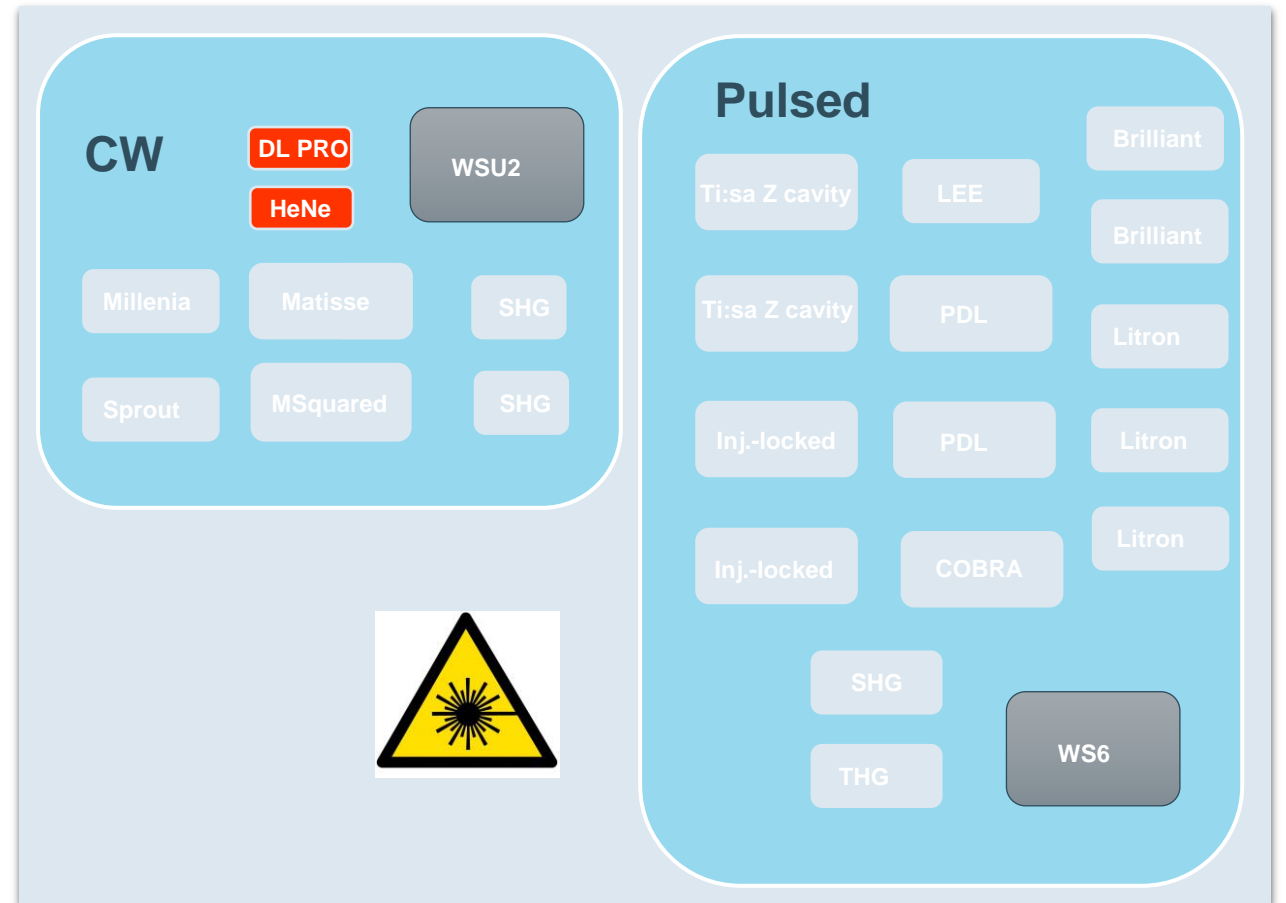 CW
DL PRO
HeNe
WSU2
Millenia
Matisse
SHG
Sprout
MSquared
SHG
Pulsed
Ti:sa Z cavity
LEE
Brilliant
Brilliant
Ti:sa Z cavity
PDL
Litron
Inj.-locked
PDL
Litron
Inj.-locked
COBRA
Litron
SHG
THG
WS6